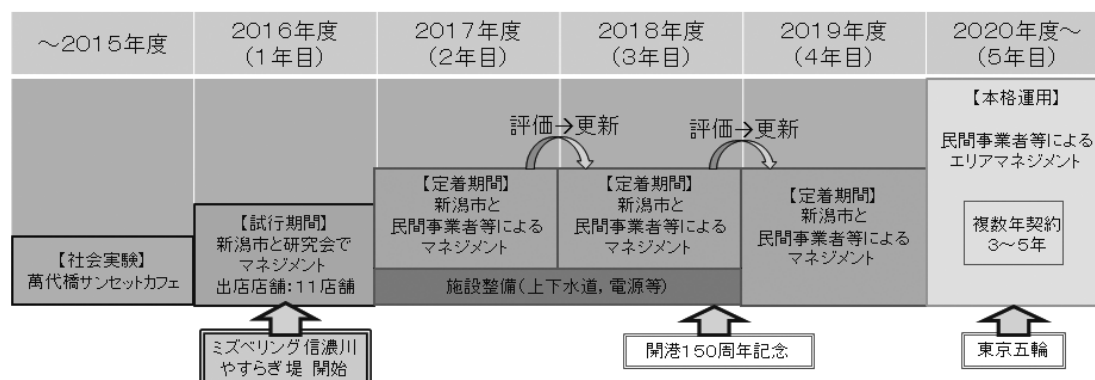 ～2015年度
2016年度
(1年目)
2017年度
(2年目)
2018年度
(3年目)
2019年度
(4年目)
2020年度～
(5年目)
【社会実験】
萬代橋サンセットカフェ
【試行期間】
新潟市と研究会で
マネジメント
出店店舗：11店舗
ミズベリング信濃川
やすらぎ堤 開始
【定着期間】
新潟市と
民間事業者等による
マネジメント
評価→更新
【定着期間】
新潟市と
民間事業者等による
マネジメント
施設整備(上下水道，電源等)
開港150周年記念
評価→更新
【定着期間】
新潟市と
民間事業者等による
マネジメント
【本格運用】
民間事業者等による
エリアマネジメント
複数年契約
3～5年
東京五輪